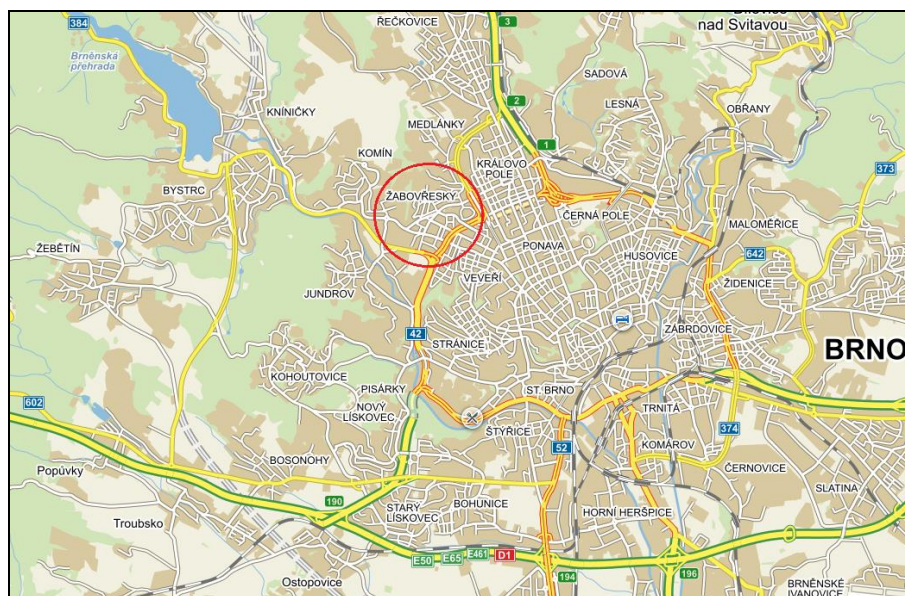 ŘEČKOVICE
3
nad Svitavou
384
Brněnská
přehrada
SADOVÁ
2
LESNÁ
OBŘANY
KNÍNIČKY
MEDLÁNKY
1
KOMÍN
KRÁLOVO
POLE
373
BYSTRC
ŽABOVŘESKY
ČERNÁ POLE
MALOMĚŘICE
ŽEBĚTÍN
PONAVA
HUSOVICE
642
VEVEŘÍ
ŽIDENICE
JUNDROV
42
STRÁNICE
ZÁBRDOVICE
BRNO
KOHOUTOVICE
PISÁRKY
ST. BRNO
602
NOVÝ
LÍSKOVEC
TRNITÁ
ŠTÝŘICE
374
52
KOMÁROV
BOSONOHY
Popůvky
ČERNOVICE
SLATINA
190
STARÝ
LÍSKOVEC
BOHUNICE
HORNÍ HERŠPICE
Troubsko
E50
E65
E461
D1
Ostopovice
194
196
BRNĚNSKÉ
IVANOVICE